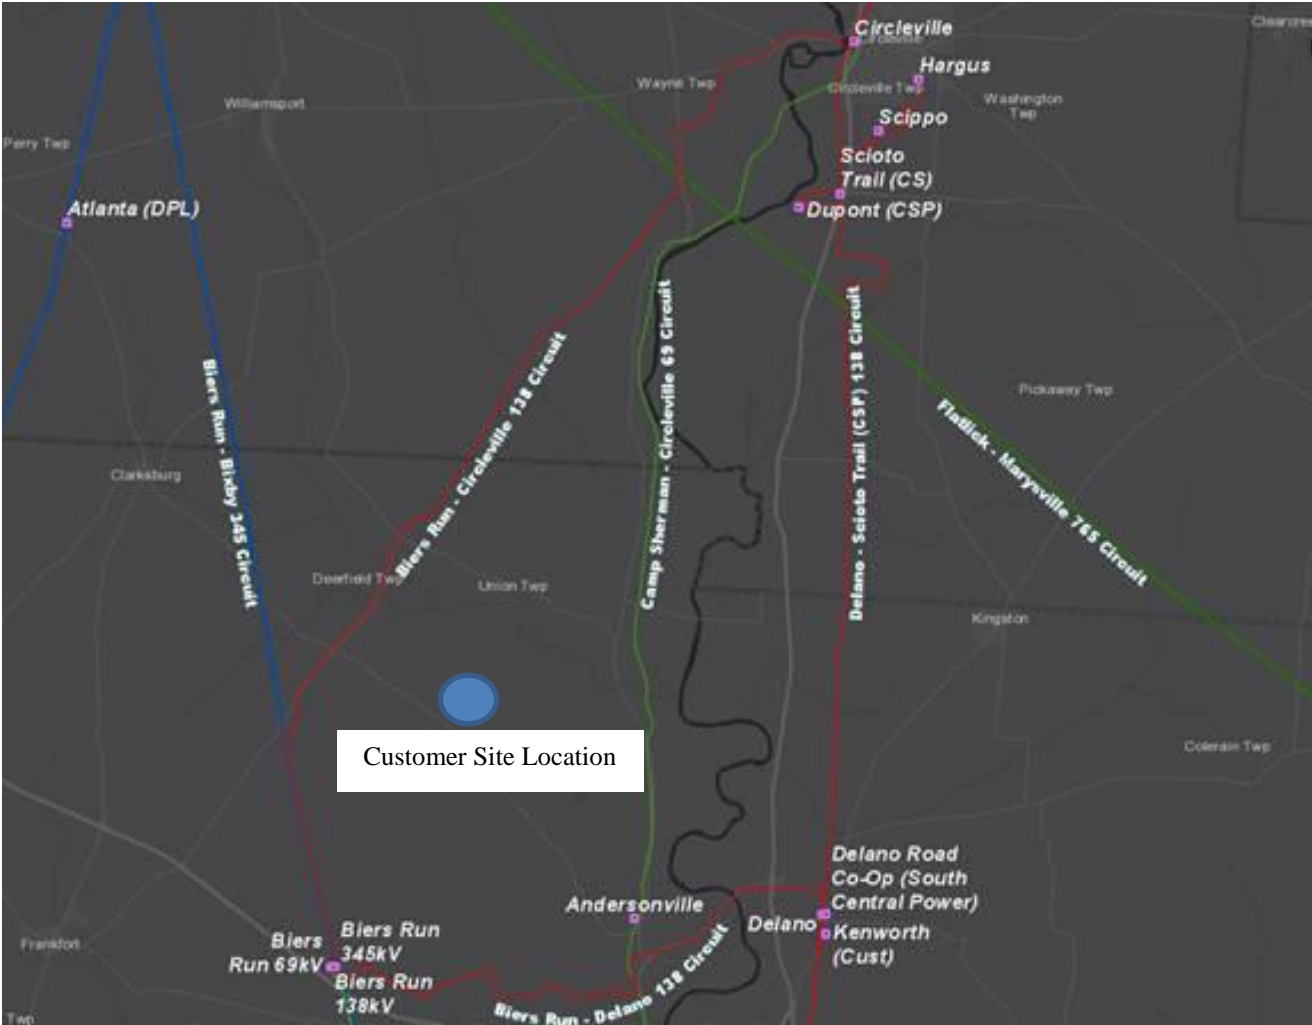 Circleville
Circleville
Clearcree
Hargus
Wayne Twp
Circleville Twp
Williamsport
Washington
Twp
Scippo
Perry Twp
Scioto
Trail (CS)
Atlanta (DPL)
Dupont (CSP)
Biers Run - Bixby 345 Circuit
Biers Run - Circleville 138 Circuit
Camp Sherman - Circleville 69 Circuit
Delano - Scioto Trail (CSP) 138 Circuit
Flatlick - Marysville 765 Circuit
Pickaway Twp
Clarksburg
Deerfield Twp
Union Twp
Kingston
Customer Site Location
Colerain Twp
Delano Road
Co-Op (South
Central Power)
Andersonville
Delano
Kenworth
(Cust)
Frankfort
Biers
Run 69kV
Biers Run
345kV
Biers Run
138kV
Biers Run - Delano 138 Circuit
Twp